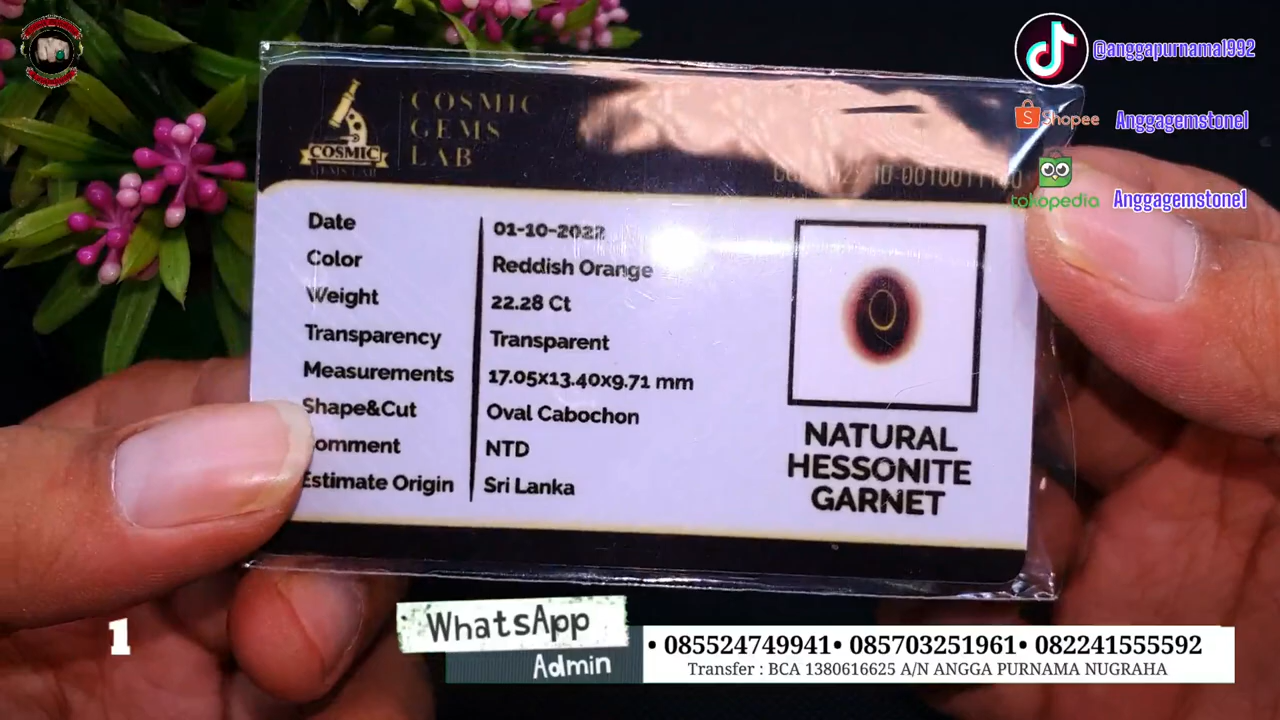 @anggapurnama1992
Shopee
Anggagemstone1
tokopedia
Anggagemstone1
COSMIC
GEMS
LAB
COSMIC
GEMS LAB
Date 01-10-2022
Color Reddish Orange
Weight 22.28 Ct
Transparency Transparent
Measurements 17.05x13.40x9.71 mm
Shape&Cut Oval Cabochon
omment NTD
Estimate Origin Sri Lanka
NATURAL
HESSONITE
GARNET
1
WhatsApp
Admin
• 085524749941• 085703251961• 082241555592
Transfer : BCA 1380616625 A/N ANGGA PURNAMA NUGRAHA